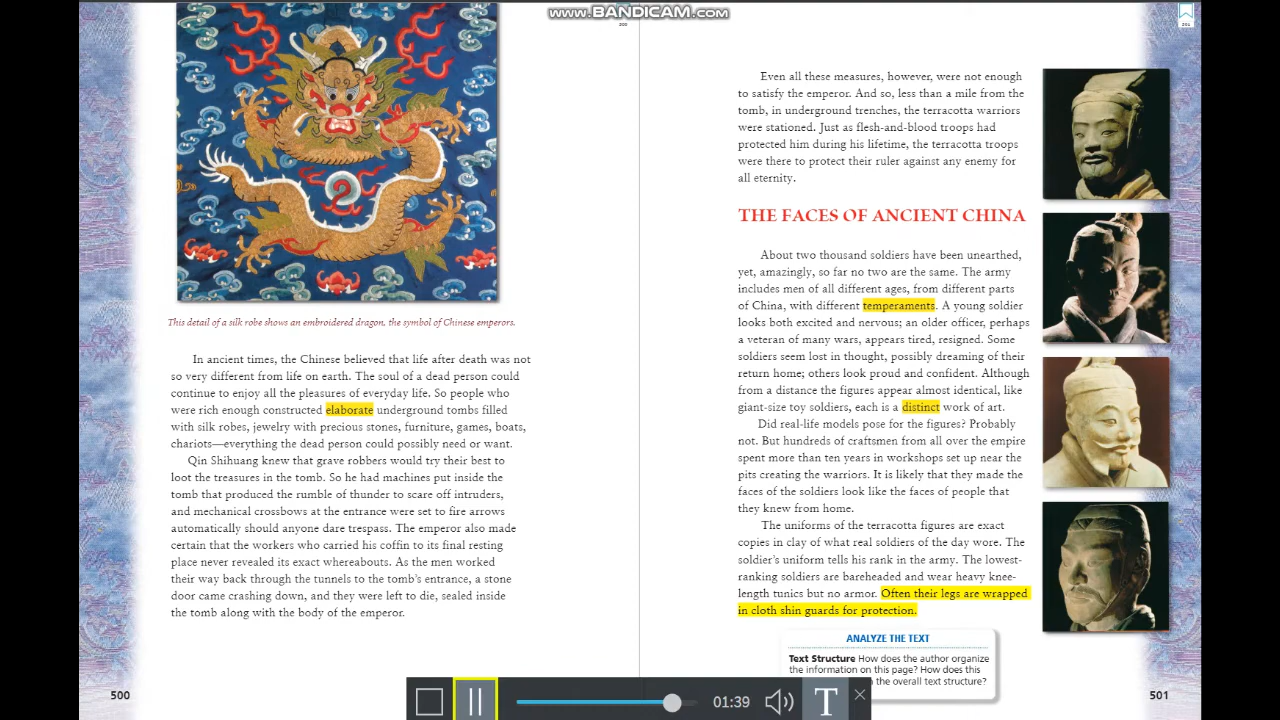 www.BANDICAM.com
This detail of a silk robe shows an embroidered dragon, the symbol of Chinese emperors.
In ancient times, the Chinese believed that life after death was not
so very different from life on earth. The soul of a dead person could
continue to enjoy all the pleasures of everyday life. So people who
were rich enough constructed elaborate underground tombs filled
with silk robes, jewelry with precious stones, furniture, games, boats,
chariots—everything the dead person could possibly need or want.
Qin Shihuang knew that grave robbers would try their best to
loot the treasures in the tomb. So he had machines put inside the
tomb that produced the rumble of thunder to scare off intruders,
and mechanical crossbows at the entrance were set to fire arrows
automatically should anyone dare trespass. The emperor also made
certain that the workers who carried his coffin to its final resting
place never revealed its exact whereabouts. As the men worked
their way back through the tunnels to the tomb's entrance, a stone
door came crashing down, and they were left to die, sealed inside
the tomb along with the body of the emperor.
500
Even all these measures, however, were not enough
to satisfy the emperor. And so, less than a mile from the
tomb, in underground trenches, the terracotta warriors
were stationed. Just as flesh-and-blood troops had
protected him during his lifetime, the terracotta troops
were there to protect their ruler against any enemy for
all eternity.
THE FACES OF ANCIENT CHINA
About two thousand soldiers have been unearthed,
yet, amazingly, so far no two are the same. The army
includes men of all different ages, from different parts
of China, with different temperaments. A young soldier
looks both excited and nervous; an older officer, perhaps
a veteran of many wars, appears tired, resigned. Some
soldiers seem lost in thought, possibly dreaming of their
return home; others look proud and confident. Although
from a distance the figures appear almost identical, like
giant-size toy soldiers, each is a distinct work of art.
Did real-life models pose for the figures? Probably
not. But hundreds of craftsmen from all over the empire
spent more than ten years in workshops set up near the
pits creating the warriors. It is likely that they made the
faces of the soldiers look like the faces of people that
they knew from home.
The uniforms of the terracotta figures are exact
copies in clay of what real soldiers of the day wore. The
soldier's uniform tells his rank in the army. The lowest-
ranking soldiers are bareheaded and wear heavy knee-
length tunics but no armor. Often their legs are wrapped
in cloth shin guards for protection.
ANALYZE THE TEXT
Text Structure How does the author organize
the information on this page? How does this
the overall text structure?
501
01:39
T